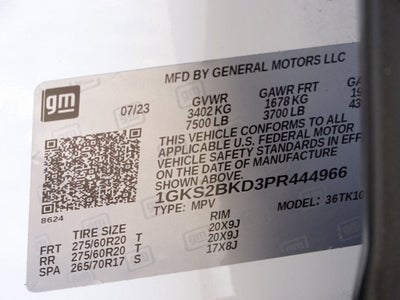 gm
MFD BY GENERAL MOTORS LLC
07/23 GVWR GAWR FRT
3402 KG 1678 KG
7500 LB 3700 LB
THIS VEHICLE CONFORMS TO ALL
APPLICABLE U.S. FEDERAL MOTOR
VEHICLE SAFETY STANDARDS IN EFF
ON THE DATE OF MANUFACTURE
SHOWN ABOVE.
1GKS2BKD3PR444966
TYPE: MPV MODEL: 36TK10
8624
TIRE SIZE RIM
FRT 275/60R20 T 20X9J
RR 275/60R20 T 20X9J
SPA 265/70R17 S 17X8J